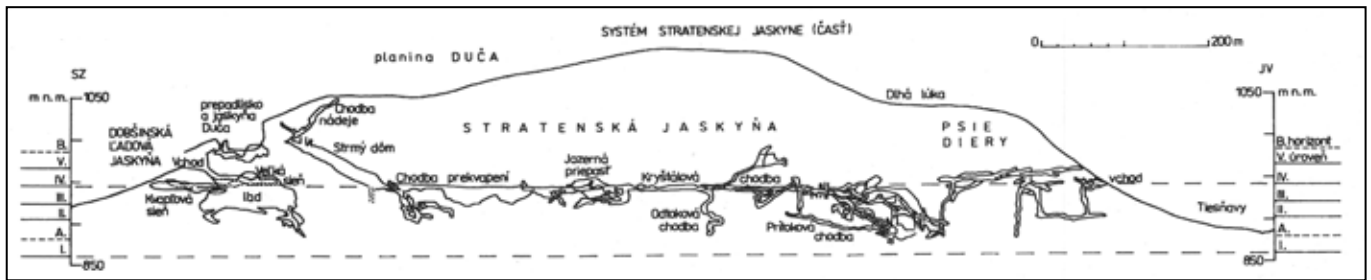 SYSTÉM STRATENSKEJ JASKYNE (ČASŤ)
0 200 m
planina DUČA
SZ
JV
m n. m.
1050
1050
m n. m.
prepadlisko
a jaskyňa
Duča
Chodba
nádeje
Dlhá lúka
DOBŠINSKÁ
ĽADOVÁ
JASKYŇA
STRATENSKÁ JASKYŇA
PSIE
DIERY
Strmý dóm
B.
V.
IV.
III.
II.
A.
I.
850
Vchod
Veľká
sieň
Kvapľová
sieň
ľad
Chodba prekvapení
Jazerná
priepasť
Kryštálová
chodba
Odtoková
chodba
Prítoková
chodba
vchod
Tiesňavy
B. horizont
V. úroveň
IV.
III.
II.
A.
I.
850